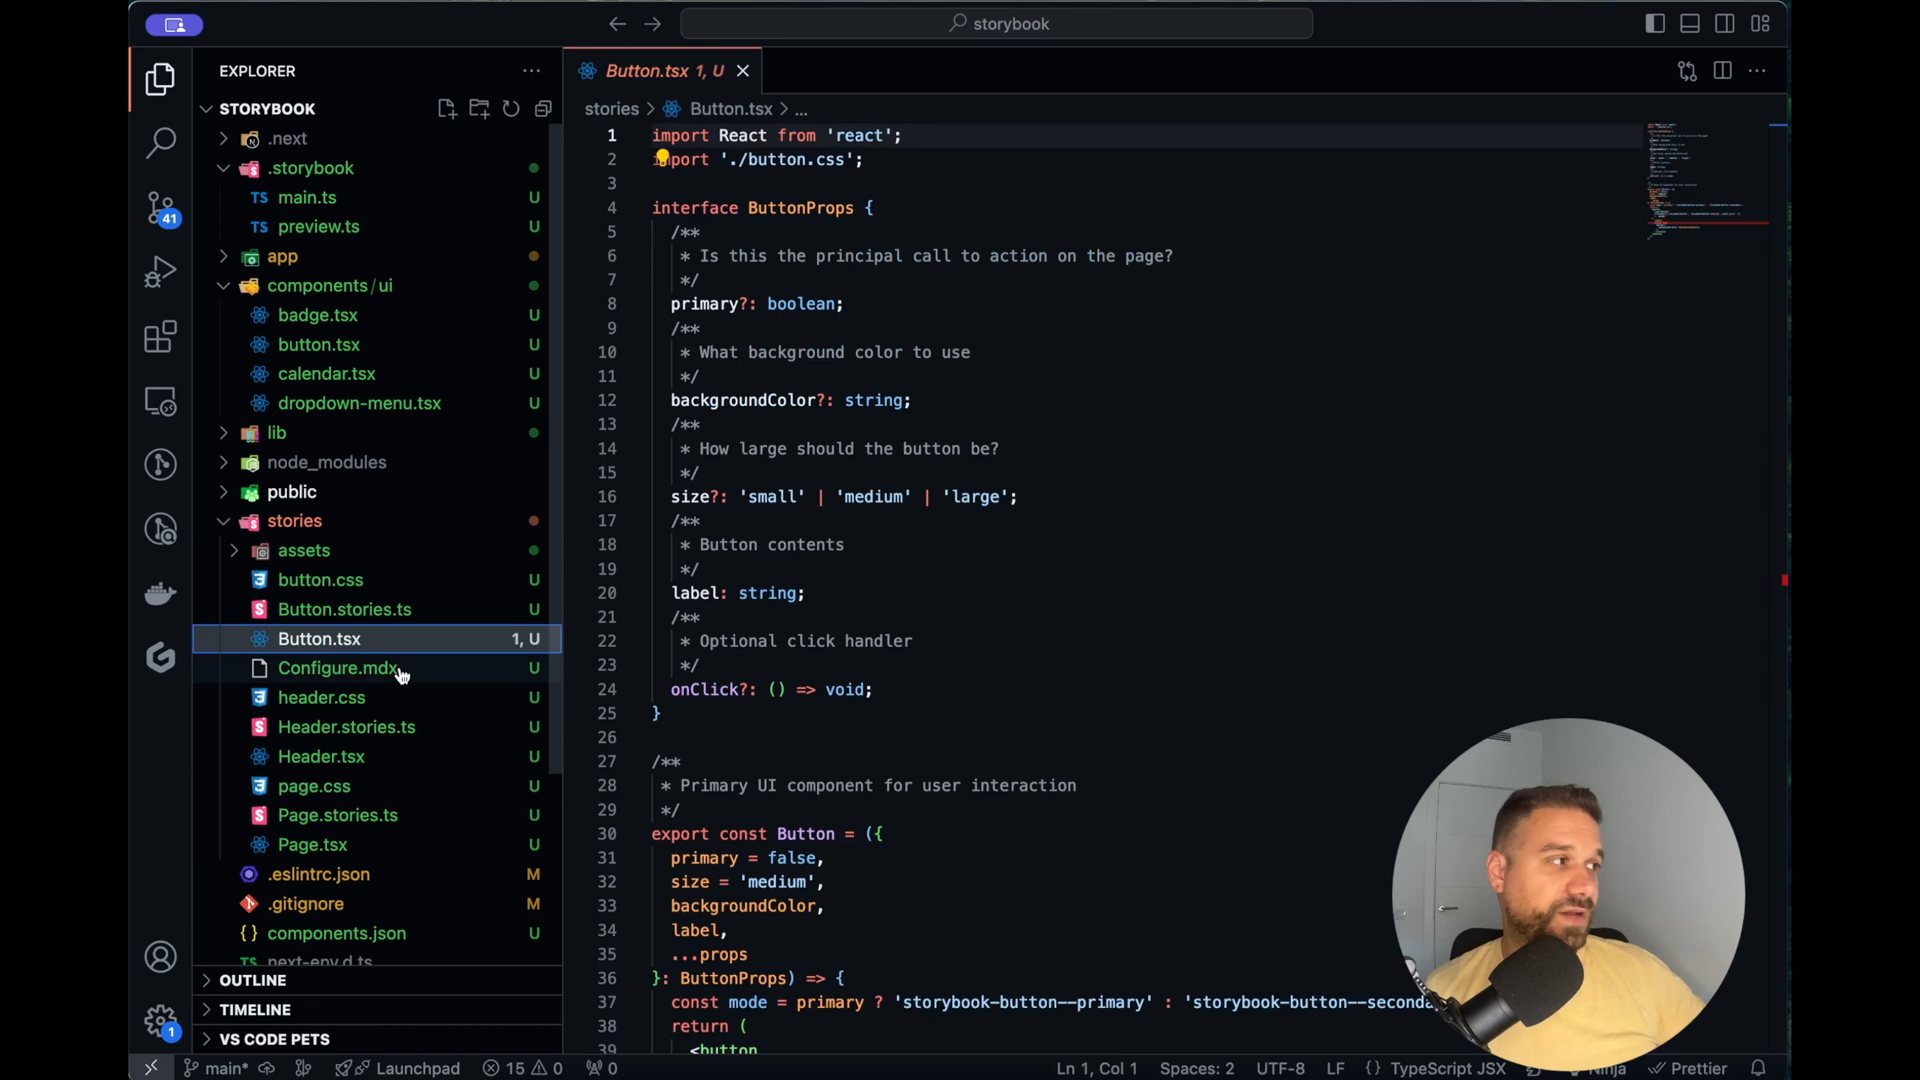 storybook
EXPLORER
STORYBOOK
.next
.storybook
TS main.ts U
TS preview.ts U
app
components/ui
badge.tsx U
button.tsx U
calendar.tsx U
dropdown-menu.tsx U
lib
node_modules
public
stories
assets
button.css U
Button.stories.ts U
Button.tsx 1, U
Configure.mdx U
header.css U
Header.stories.ts U
Header.tsx U
page.css U
Page.stories.ts U
Page.tsx U
.eslintrc.json M
.gitignore M
{} components.json U
next-env.d.ts
OUTLINE
TIMELINE
VS CODE PETS
41
1
Button.tsx 1, U
stories > Button.tsx > ...
1 import React from 'react';
2 import './button.css';
3
4 interface ButtonProps {
5 /**
6 * Is this the principal call to action on the page?
7 */
8 primary?: boolean;
9 /**
10 * What background color to use
11 */
12 backgroundColor?: string;
13 /**
14 * How large should the button be?
15 */
16 size?: 'small' | 'medium' | 'large';
17 /**
18 * Button contents
19 */
20 label: string;
21 /**
22 * Optional click handler
23 */
24 onClick?: () => void;
25 }
26
27 /**
28 * Primary UI component for user interaction
29 */
30 export const Button = ({
31 primary = false,
32 size = 'medium',
33 backgroundColor,
34 label,
35 ...props
36 }: ButtonProps) => {
37 const mode = primary ? 'storybook-button--primary' : 'storybook-button--seconda
38 return (
39 <button
main* Launchpad 15 0 0 Ln 1, Col 1 Spaces: 2 UTF-8 LF {} TypeScript JSX Ninja Prettier